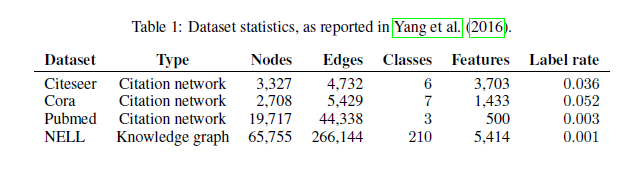 Table 1: Dataset statistics, as reported in Yang et al. (2016).
Dataset Type Nodes Edges Classes Features Label rate
Citeseer Citation network 3,327 4,732 6 3,703 0.036
Cora Citation network 2,708 5,429 7 1,433 0.052
Pubmed Citation network 19,717 44,338 3 500 0.003
NELL Knowledge graph 65,755 266,144 210 5,414 0.001